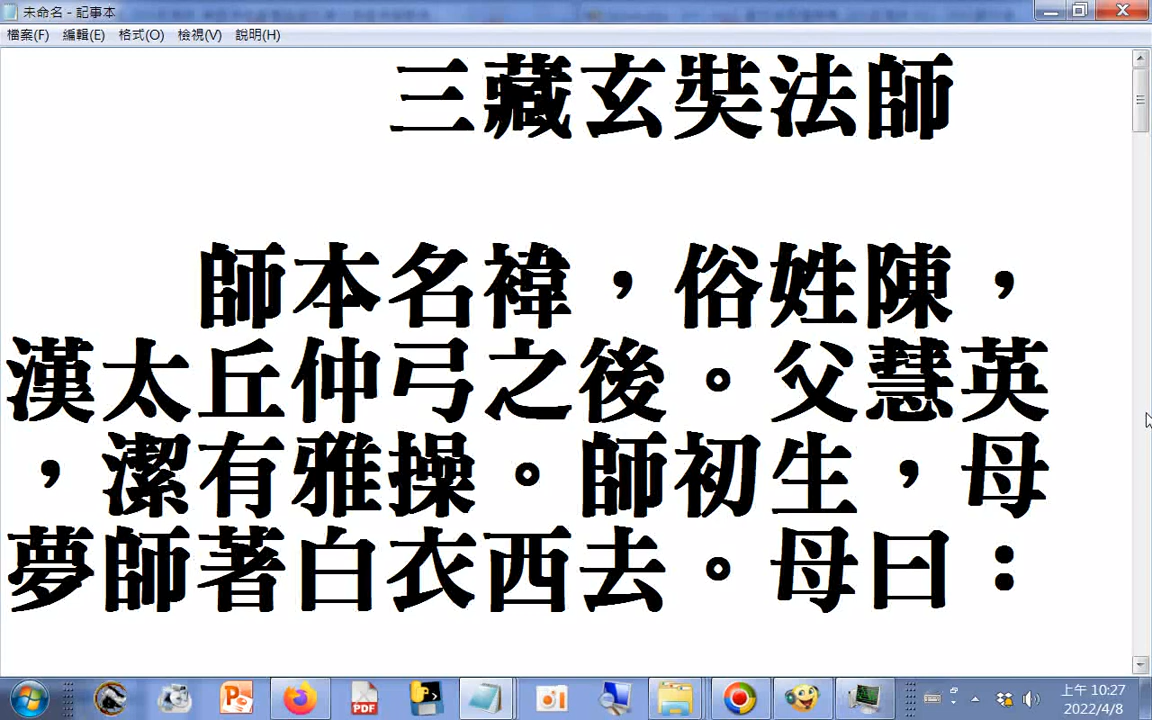 未命名 - 記事本
檔案(F) 編輯(E) 格式(O) 檢視(V) 說明(H)
三藏玄奘法師
師本名褘，俗姓陳，
漢太丘仲弓之後。父慧英
，潔有雅操。師初生，母
夢師著白衣西去。母曰：
PDF
上午 10:27
2022/4/8